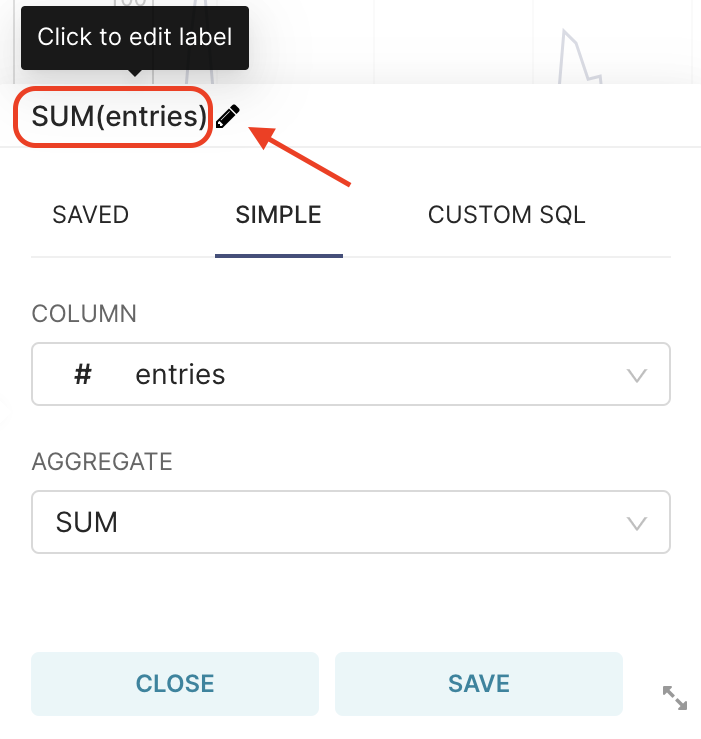 Click to edit label
SUM(entries)
SAVED SIMPLE CUSTOM SQL
COLUMN
# entries
AGGREGATE
SUM
CLOSE SAVE